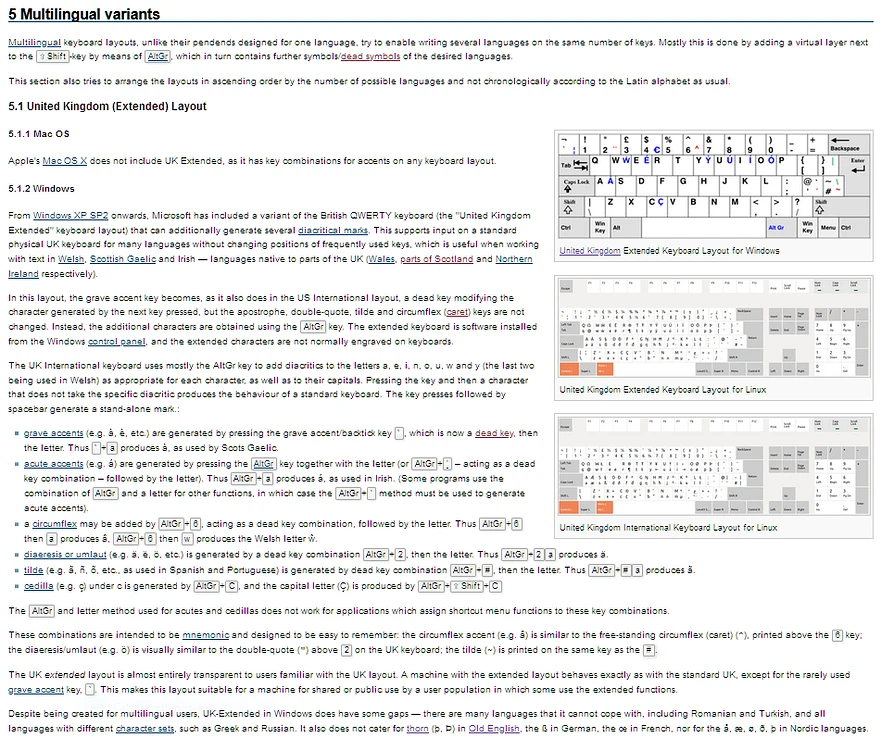 5 Multilingual variants
Multilingual keyboard layouts, unlike their pendends designed for one language, try to enable writing several languages on the same number of keys. Mostly this is done by adding a virtual layer next
to the ⇧ Shift-key by means of AltGr, which in turn contains further symbols/dead symbols of the desired languages.
This section also tries to arrange the layouts in ascending order by the number of possible languages and not chronologically according to the Latin alphabet as usual.
5.1 United Kingdom (Extended) Layout
5.1.1 Mac OS
Apple's Mac OS X does not include UK Extended, as it has key combinations for accents on any keyboard layout.
5.1.2 Windows
From Windows XP SP2 onwards, Microsoft has included a variant of the British QWERTY keyboard (the "United Kingdom
Extended" keyboard layout) that can additionally generate several diacritical marks. This supports input on a standard
physical UK keyboard for many languages without changing positions of frequently used keys, which is useful when working
with text in Welsh, Scottish Gaelic and Irish — languages native to parts of the UK (Wales, parts of Scotland and Northern
Ireland respectively).
In this layout, the grave accent key becomes, as it also does in the US International layout, a dead key modifying the
character generated by the next key pressed, but the apostrophe, double-quote, tilde and circumflex (caret) keys are not
changed. Instead, the additional characters are obtained using the AltGr key. The extended keyboard is software installed
from the Windows control panel, and the extended characters are not normally engraved on keyboards.
The UK International keyboard uses mostly the AltGr key to add diacritics to the letters a, e, i, n, o, u, w and y (the last two
being used in Welsh) as appropriate for each character, as well as to their capitals. Pressing the key and then a character
that does not take the specific diacritic produces the behaviour of a standard keyboard. The key presses followed by
spacebar generate a stand-alone mark.:
grave accents (e.g. à, è, etc.) are generated by pressing the grave accent/backtick key `, which is now a dead key, then
the letter. Thus `+a produces à, as used by Scots Gaelic.
acute accents (e.g. á) are generated by pressing the AltGr key together with the letter (or AltGr+' – acting as a dead
key combination – followed by the letter). Thus AltGr+a produces á, as used in Irish. (Some programs use the
combination of AltGr and a letter for other functions, in which case the AltGr+' method must be used to generate
acute accents).
a circumflex may be added by AltGr+6, acting as a dead key combination, followed by the letter. Thus AltGr+6
then a produces â, AltGr+6 then w produces the Welsh letter ŵ.
diaeresis or umlaut (e.g. ä, ë, ö, etc.) is generated by a dead key combination AltGr+2, then the letter. Thus AltGr+2 a produces ä.
tilde (e.g. ã, ñ, õ, etc., as used in Spanish and Portuguese) is generated by dead key combination AltGr+#, then the letter. Thus AltGr+# a produces ã.
cedilla (e.g. ç) under c is generated by AltGr+C, and the capital letter (Ç) is produced by AltGr+⇧ Shift+C
The AltGr and letter method used for acutes and cedillas does not work for applications which assign shortcut menu functions to these key combinations.
These combinations are intended to be mnemonic and designed to be easy to remember: the circumflex accent (e.g. â) is similar to the free-standing circumflex (caret) (^), printed above the 6 key;
the diaeresis/umlaut (e.g. ö) is visually similar to the double-quote (") above 2 on the UK keyboard; the tilde (~) is printed on the same key as the #.
The UK extended layout is almost entirely transparent to users familiar with the UK layout. A machine with the extended layout behaves exactly as with the standard UK, except for the rarely used
grave accent key, `. This makes this layout suitable for a machine for shared or public use by a user population in which some use the extended functions.
Despite being created for multilingual users, UK-Extended in Windows does have some gaps — there are many languages that it cannot cope with, including Romanian and Turkish, and all
languages with different character sets, such as Greek and Russian. It also does not cater for thorn (þ, Þ) in Old English, the ß in German, the œ in French, nor for the å, æ, ø, ð, þ in Nordic languages.
Backspace
Tab Q W Ẃ E É R T Y Ý U Ú I Í O Ó P Enter
Caps Lock A Á S D F G H J K L
Shift Z X C Ç V B N M Shift
Ctrl Win Key Alt Alt Gr Win Key Menu Ctrl
United Kingdom Extended Keyboard Layout for Windows
United Kingdom Extended Keyboard Layout for Linux
United Kingdom International Keyboard Layout for Linux